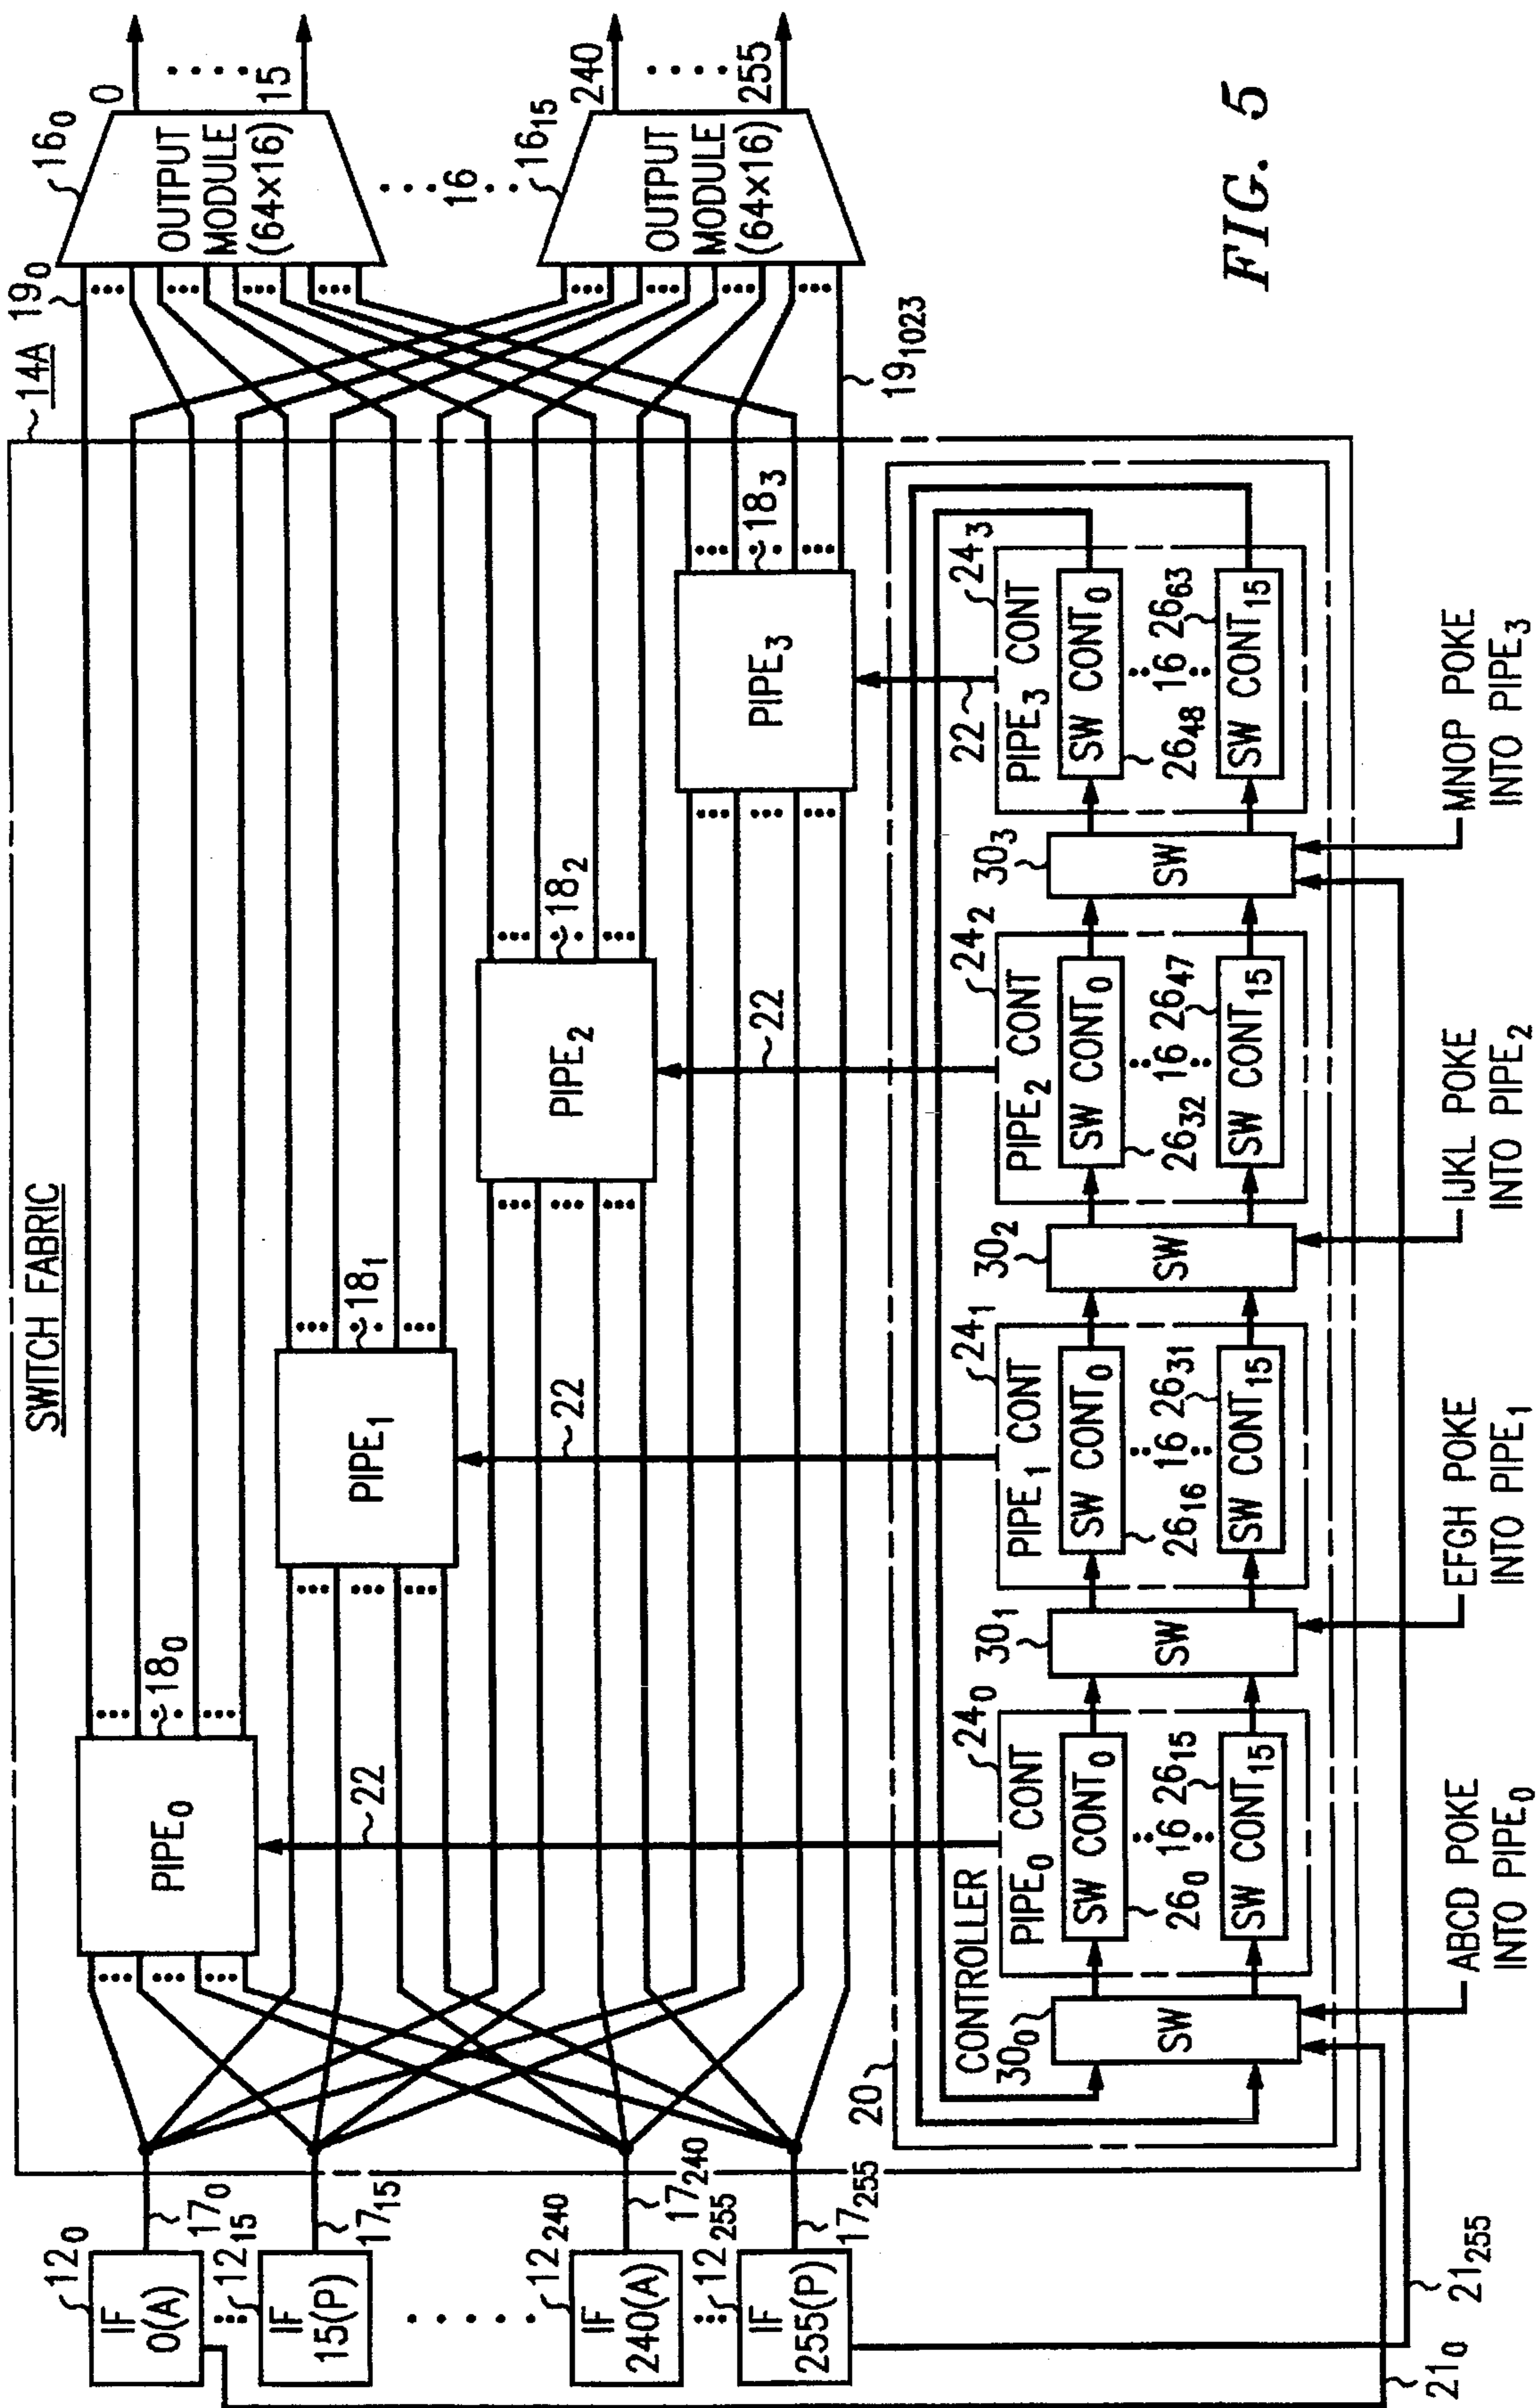 SWITCH FABRIC
14A
IF
0(A)
12₀
17₀
IF
15(P)
12₁₅
17₁₅
IF
240(A)
12₂₄₀
17₂₄₀
IF
255(P)
12₂₅₅
17₂₅₅
PIPE₀
18₀
22
PIPE₁
18₁
22
PIPE₂
18₂
22
PIPE₃
18₃
22
19₀
19₁₀₂₃
OUTPUT
MODULE
(64×16)
16₀
0
15
16
OUTPUT
MODULE
(64×16)
16₁₅
240
255
20
CONTROLLER
30₀
SW
PIPE₀ CONT
24₀
SW CONT₀
26₀
16
26₁₅
SW CONT₁₅
30₁
SW
PIPE₁ CONT
24₁
SW CONT₀
26₁₆
16
26₃₁
SW CONT₁₅
30₂
SW
PIPE₂ CONT
24₂
SW CONT₀
26₃₂
16
26₄₇
SW CONT₁₅
30₃
SW
PIPE₃ CONT
24₃
SW CONT₀
26₄₈
16
26₆₃
SW CONT₁₅
21₀
21₂₅₅
ABCD POKE
INTO PIPE₀
EFGH POKE
INTO PIPE₁
IJKL POKE
INTO PIPE₂
MNOP POKE
INTO PIPE₃
FIG. 5